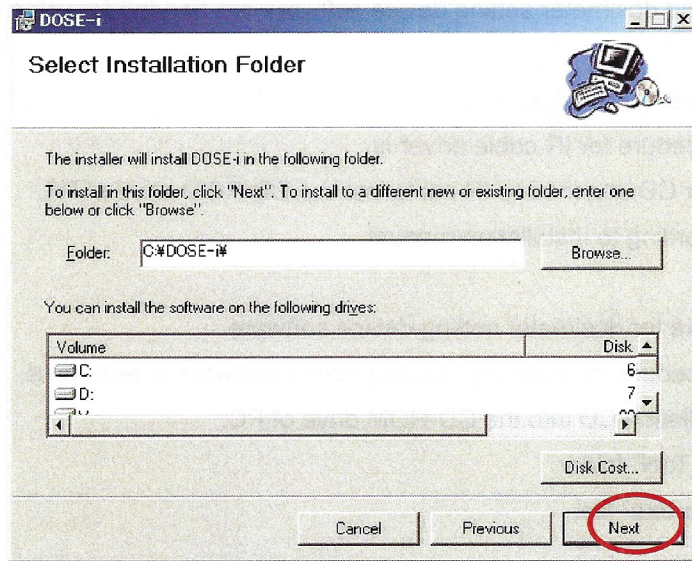 DOSE-i
Select Installation Folder
The installer will install DOSE-i in the following folder.
To install in this folder, click "Next". To install to a different new or existing folder, enter one
below or click "Browse".
Folder:
C:¥DOSE-i¥
Browse...
You can install the software on the following drives:
Volume
Disk
C:
6
D:
7
Disk Cost...
Cancel
Previous
Next